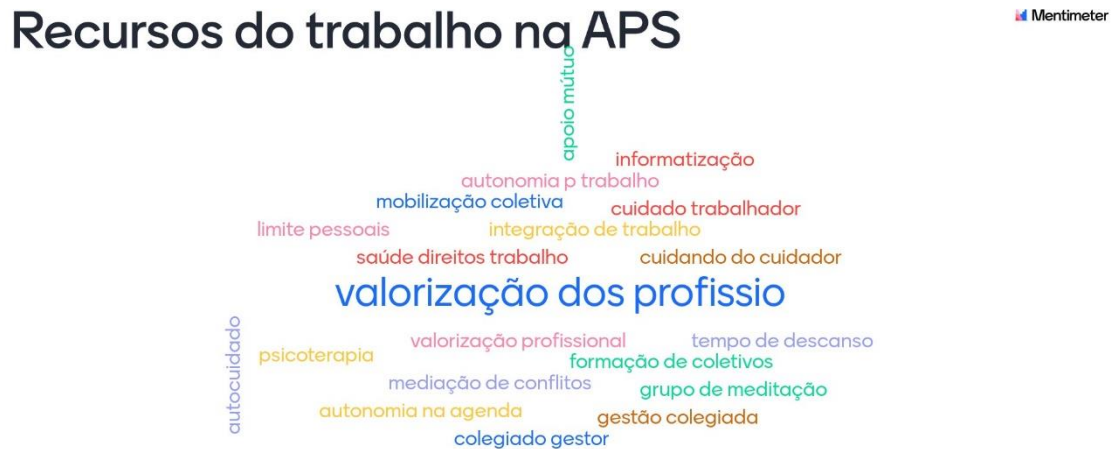 Recursos do trabalho na APS
Mentimeter
apoio mútuo
informatização
autonomia p trabalho
mobilização coletiva
cuidado trabalhador
limite pessoais
integração de trabalho
saúde direitos trabalho
cuidando do cuidador
valorização dos profissio
autocuidado
valorização profissional
tempo de descanso
psicoterapia
formação de coletivos
mediação de conflitos
grupo de meditação
autonomia na agenda
gestão colegiada
colegiado gestor